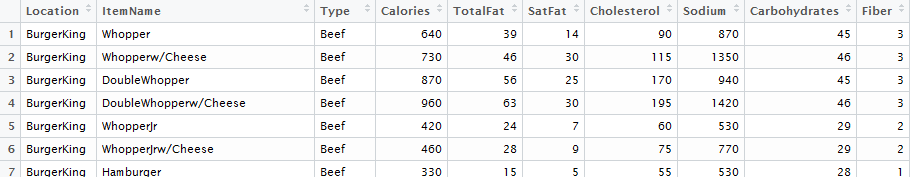 Location ItemName Type Calories TotalFat SatFat Cholesterol Sodium Carbohydrates Fiber
1 BurgerKing Whopper Beef 640 39 14 90 870 45 3
2 BurgerKing Whopperw/Cheese Beef 730 46 30 115 1350 46 3
3 BurgerKing DoubleWhopper Beef 870 56 25 170 940 45 3
4 BurgerKing DoubleWhopperw/Cheese Beef 960 63 30 195 1420 46 3
5 BurgerKing WhopperJr Beef 420 24 7 60 530 29 2
6 BurgerKing WhopperJrw/Cheese Beef 460 28 9 75 770 29 2
7 BurgerKing Hamburger Beef 330 15 5 55 530 28 1